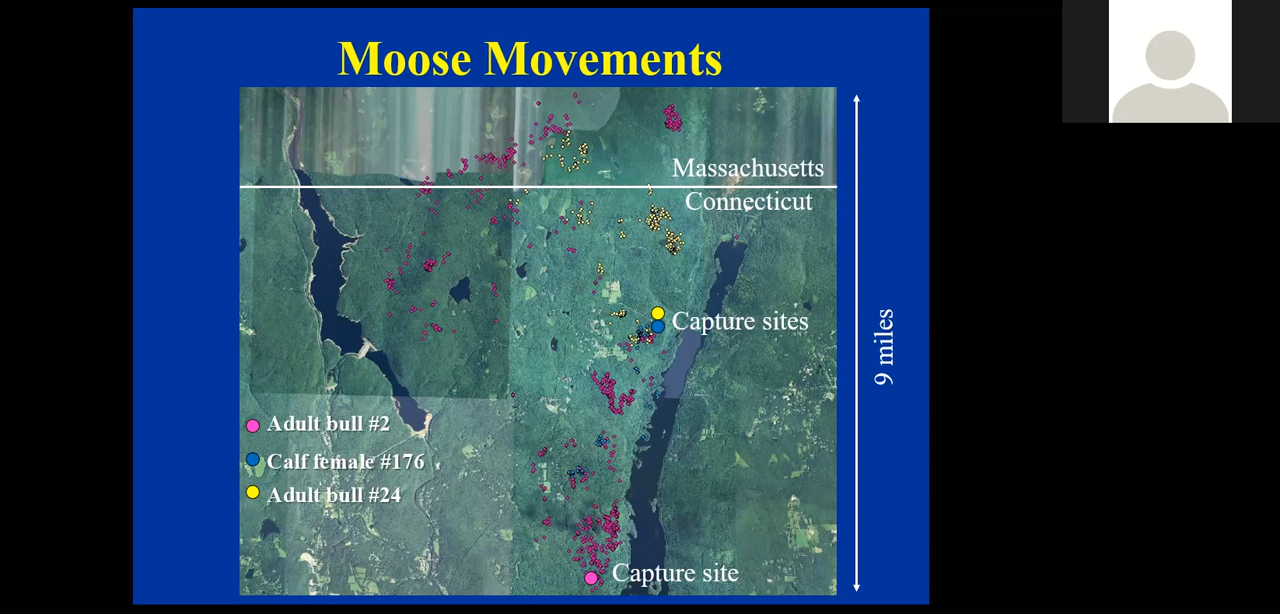 Moose Movements
Massachusetts
Connecticut
Capture sites
9 miles
Adult bull #2
Calf female #176
Adult bull #24
Capture site